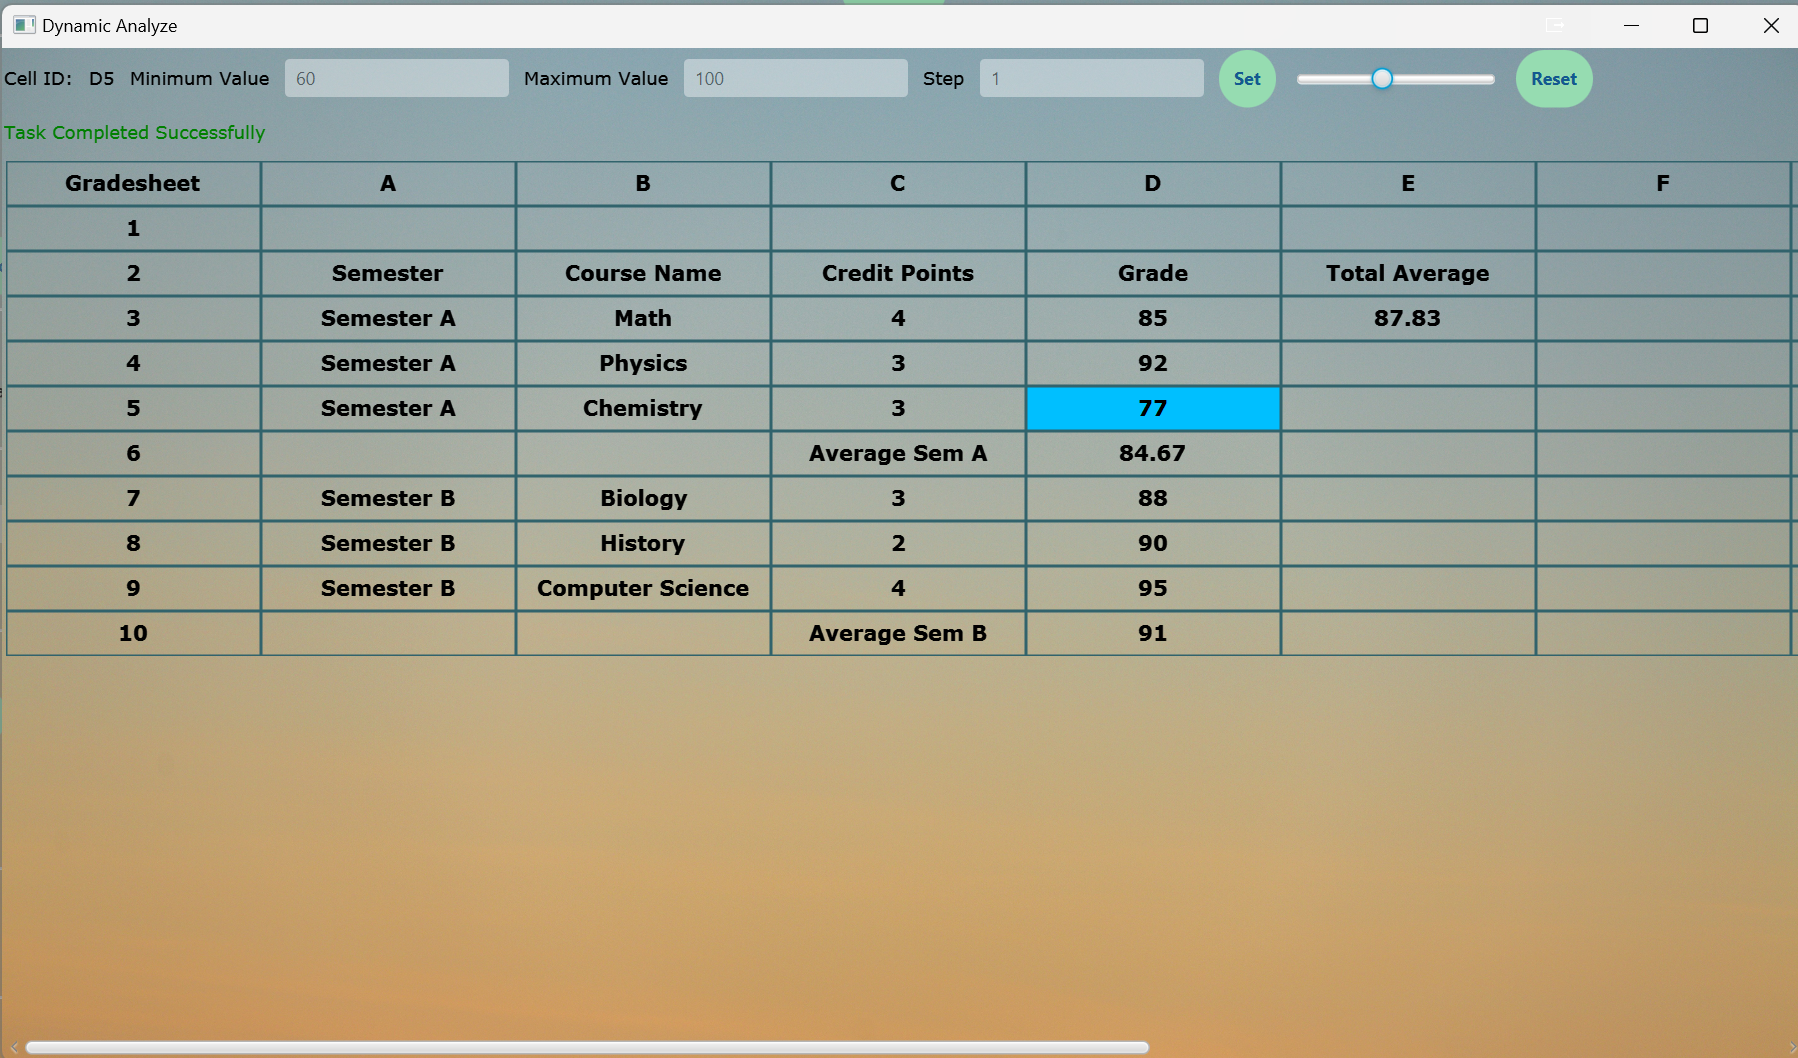 Dynamic Analyze
Cell ID: D5 Minimum Value 60 Maximum Value 100 Step 1 Set Reset
Task Completed Successfully
Gradesheet A B C D E F
1
2 Semester Course Name Credit Points Grade Total Average
3 Semester A Math 4 85 87.83
4 Semester A Physics 3 92
5 Semester A Chemistry 3 77
6 Average Sem A 84.67
7 Semester B Biology 3 88
8 Semester B History 2 90
9 Semester B Computer Science 4 95
10 Average Sem B 91